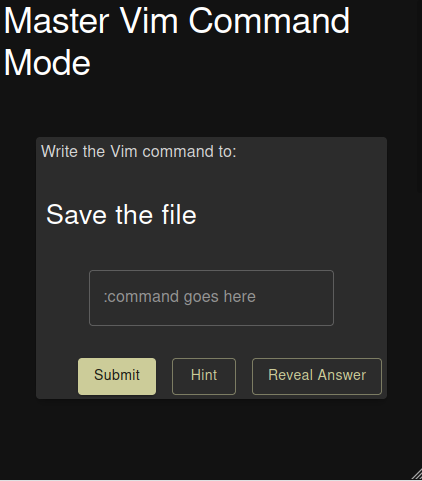 Master Vim Command
Mode
Write the Vim command to:
Save the file
:command goes here
Submit Hint Reveal Answer